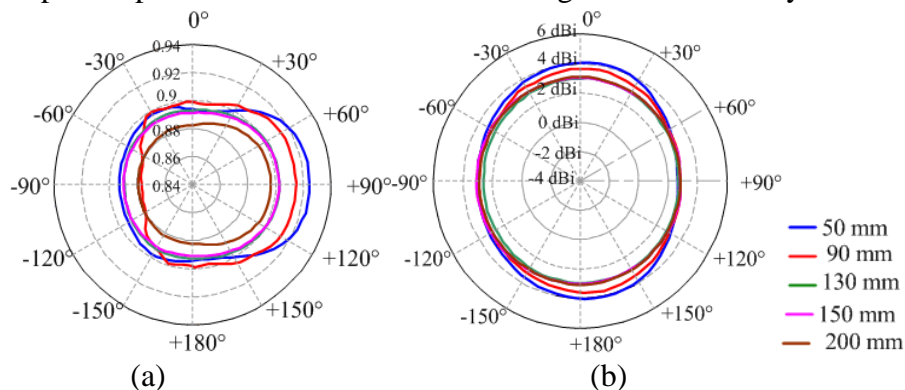 0°
0.94
0.92
0.9
0.88
0.86
0.84
+30°
+60°
+90°
+120°
+150°
+180°
-150°
-120°
-90°
-60°
-30°
(a)
0°
6 dBi
4 dBi
2 dBi
0 dBi
-2 dBi
-4 dBi
+30°
+60°
+90°
+120°
+150°
+180°
-150°
-120°
-90°
-60°
-30°
(b)
50 mm
90 mm
130 mm
150 mm
200 mm